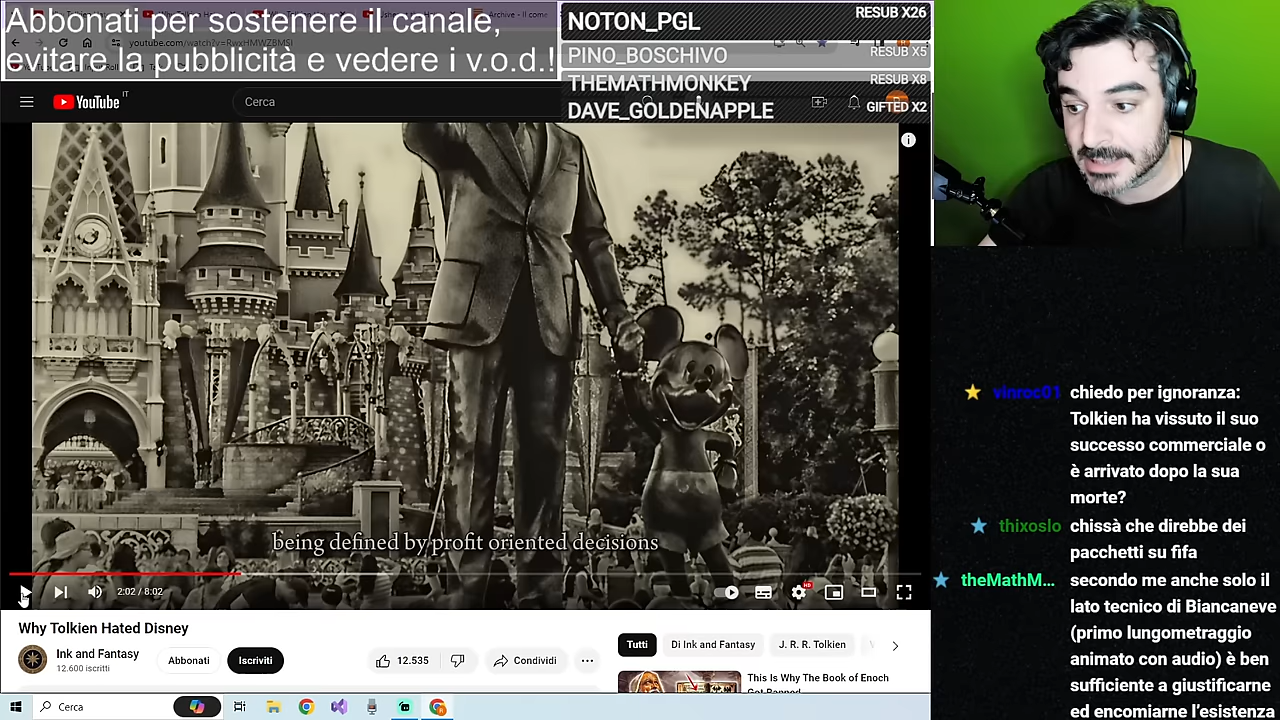 Abbonati per sostenere il canale,
evitare la pubblicità e vedere i v.o.d.!
NOTON_PGL RESUB X26
PINO_BOSCHIVO RESUB X5
THEMATHMONKEY RESUB X8
DAVE_GOLDENAPPLE GIFTED X2
YouTube IT
Cerca
being defined by profit oriented decisions
2:02 / 8:02
HD
Why Tolkien Hated Disney
Ink and Fantasy
12.600 iscritti
Abbonati
Iscriviti
12.535
Condividi
Tutti
Di Ink and Fantasy
J. R. R. Tolkien
This Is Why The Book of Enoch
vinroc01 chiedo per ignoranza:
Tolkien ha vissuto il suo
successo commerciale o
è arrivato dopo la sua
morte?
thixoslo chissà che direbbe dei
pacchetti su fifa
theMathM... secondo me anche solo il
lato tecnico di Biancaneve
(primo lungometraggio
animato con audio) è ben
sufficiente a giustificarne
ed encomiarne l'esistenza
Cerca